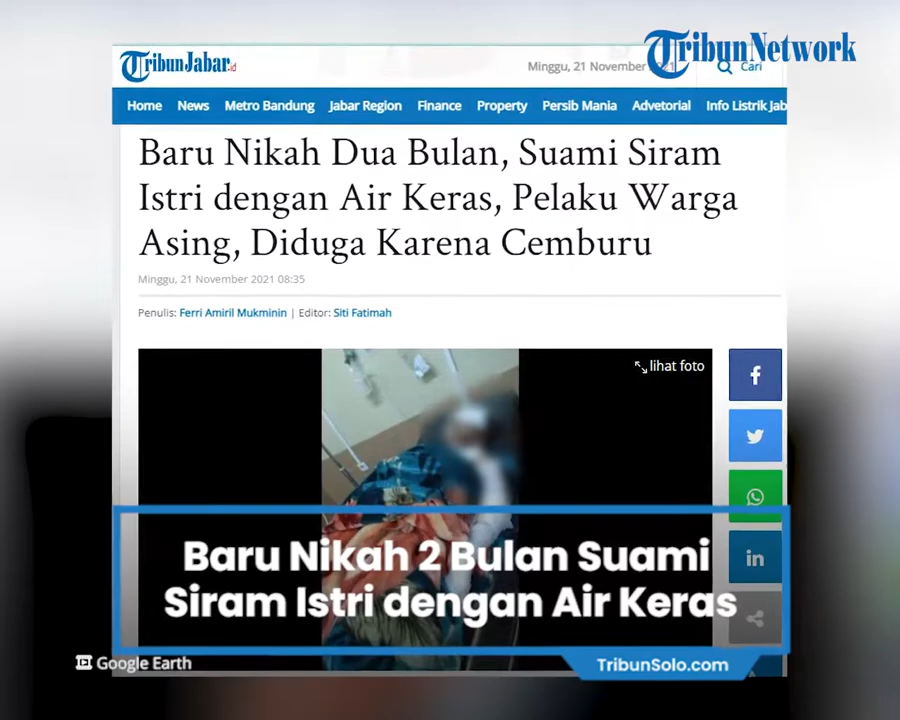 TribunNetwork
TribunJabar.id
Minggu, 21 November 2021
Cari
Home News Metro Bandung Jabar Region Finance Property Persib Mania Advetorial Info Listrik Jab
Baru Nikah Dua Bulan, Suami Siram
Istri dengan Air Keras, Pelaku Warga
Asing, Diduga Karena Cemburu
Minggu, 21 November 2021 08:35
Penulis: Ferri Amiril Mukminin | Editor: Siti Fatimah
lihat foto
Baru Nikah 2 Bulan Suami
Siram Istri dengan Air Keras
Google Earth
TribunSolo.com